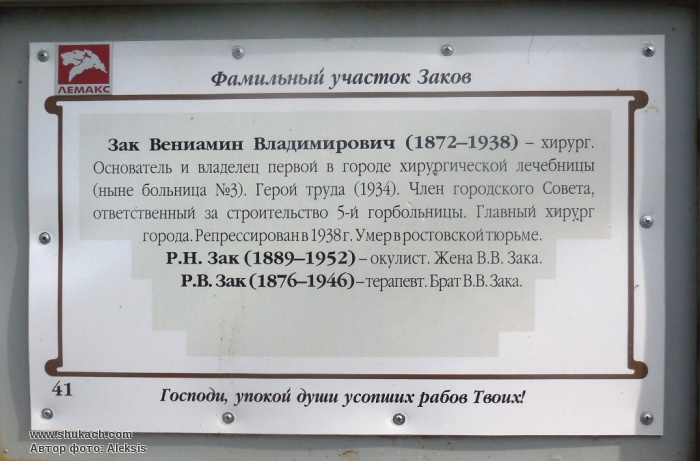 ЛЕМАКС
Фамильный участок Заков
Зак Вениамин Владимирович (1872–1938) – хирург.
Основатель и владелец первой в городе хирургической лечебницы
(ныне больница №3). Герой труда (1934). Член городского Совета,
ответственный за строительство 5-й горбольницы. Главный хирург
города. Репрессирован в 1938 г. Умер в ростовской тюрьме.
Р.Н. Зак (1889–1952) – окулист. Жена В.В. Зака.
Р.В. Зак (1876–1946) – терапевт. Брат В.В. Зака.
41
Господи, упокой души усопших рабов Твоих!
www.shukach.com
Автор фото: Aleksis